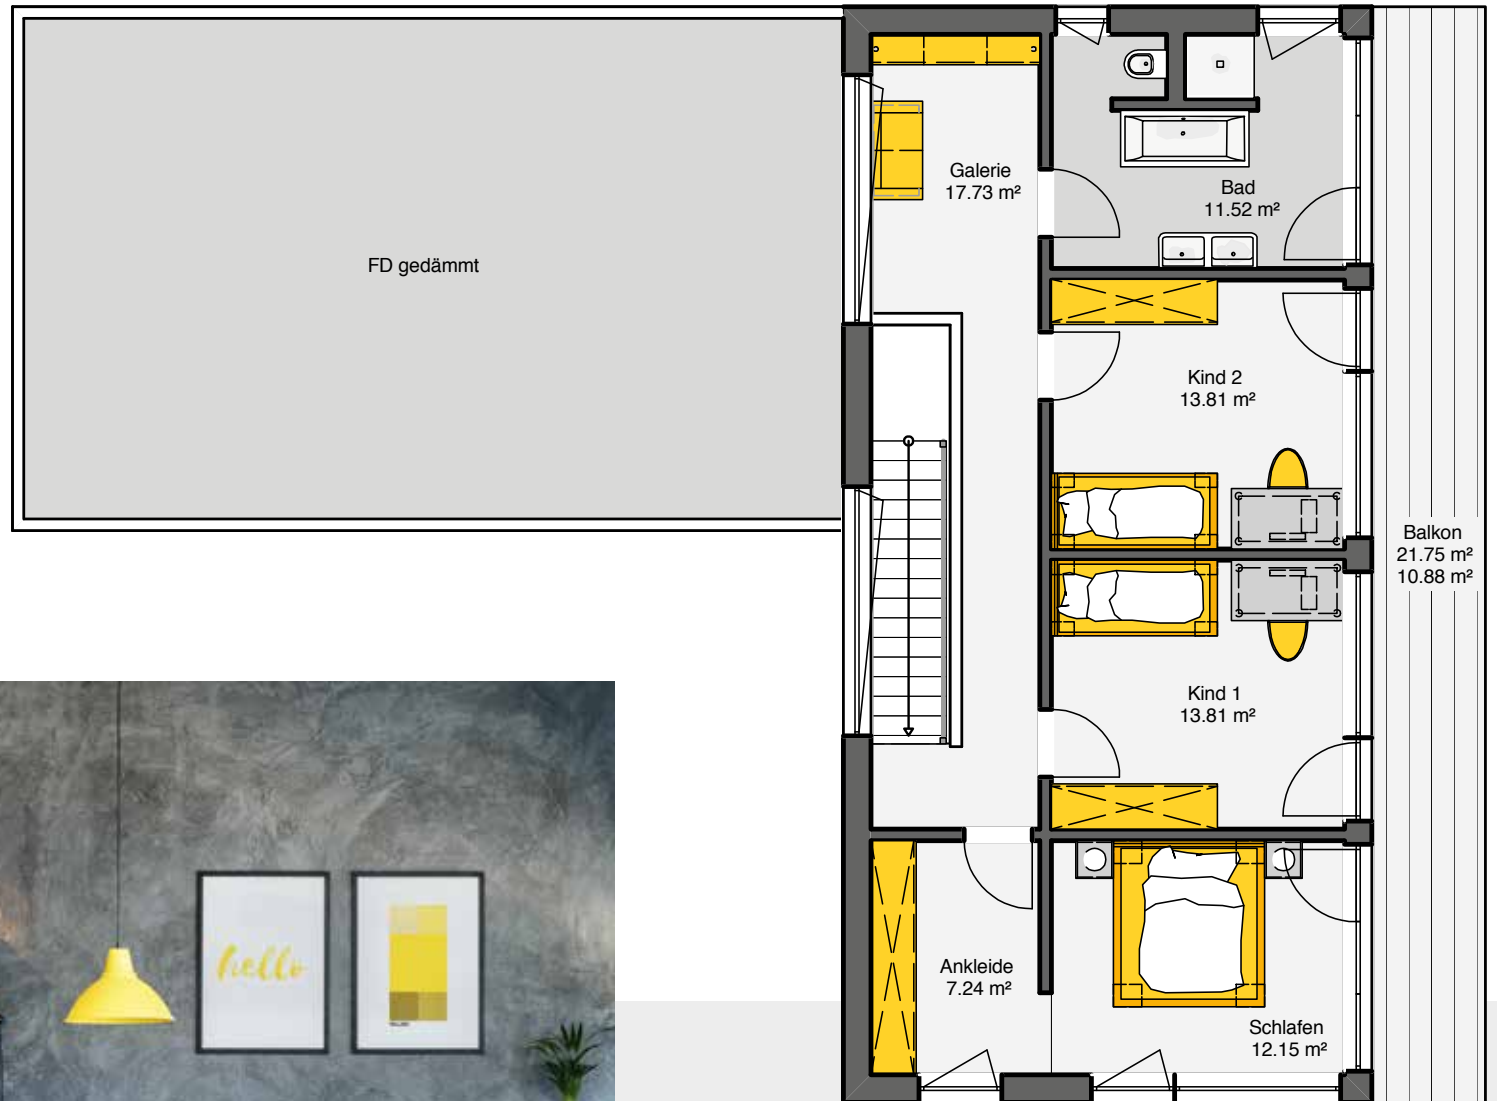 Galerie
17.73 m²
Bad
11.52 m²
FD gedämmt
Kind 2
13.81 m²
Balkon
21.75 m²
10.88 m²
Kind 1
13.81 m²
Ankleide
7.24 m²
Schlafen
12.15 m²
hello